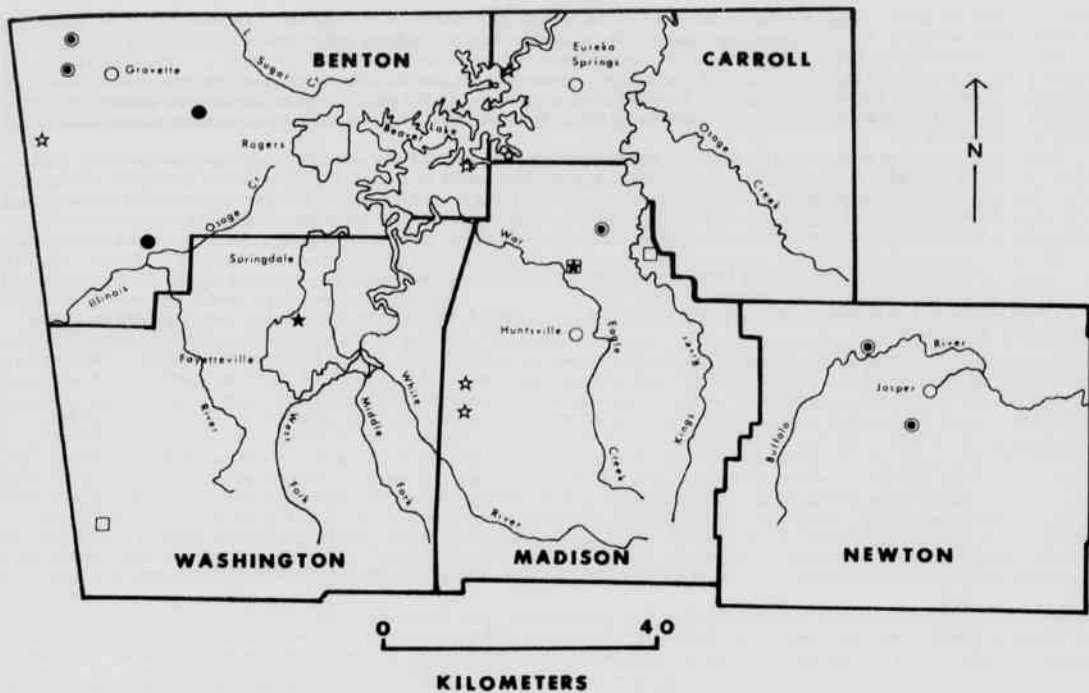 BENTON
CARROLL
Eureka
Springs
Gravette
L. Sugar Cr.
Beaver Lake
Rogers
Osage Creek
N
Osage Cr.
War
Springdale
Illinois
River
Huntsville
Eagle
Creek
Kings
River
Fayetteville
White
River
West
Fork
Middle
Fork
Buffalo
River
Jasper
WASHINGTON
MADISON
NEWTON
0 40
KILOMETERS